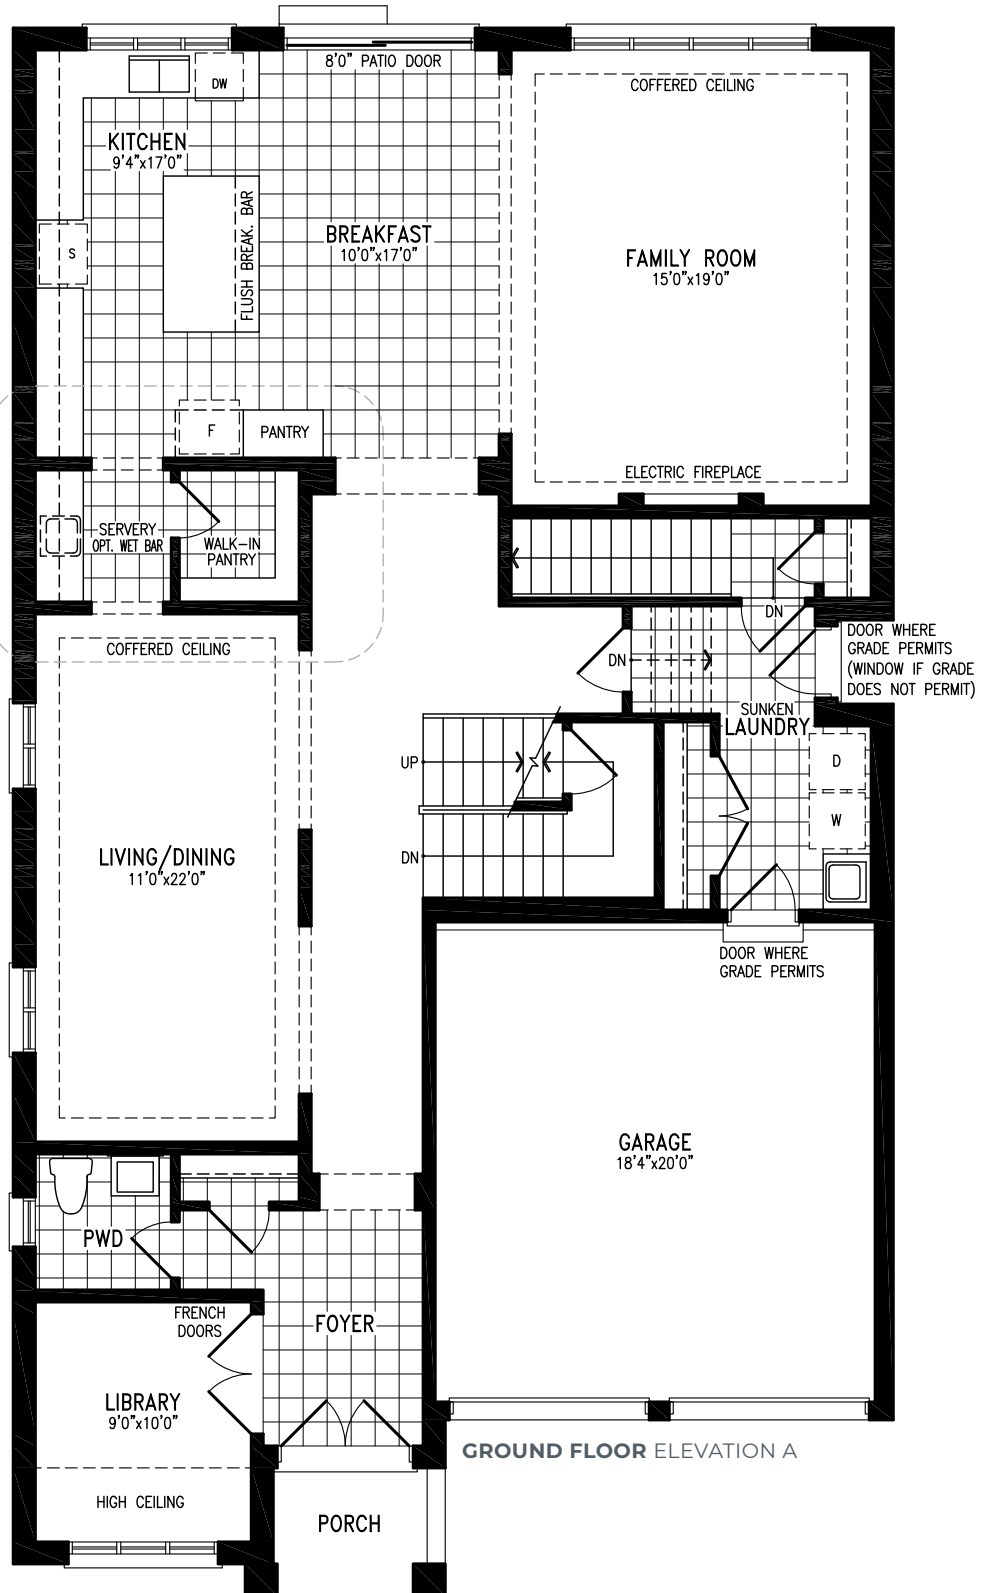 8'0" PATIO DOOR
DW
COFFERED CEILING
KITCHEN
9'4"x17'0"
BREAKFAST
10'0"x17'0"
FLUSH BREAK. BAR
S
FAMILY ROOM
15'0"x19'0"
F
PANTRY
ELECTRIC FIREPLACE
SERVERY
OPT. WET BAR
WALK-IN
PANTRY
DN
COFFERED CEILING
DN
DOOR WHERE
GRADE PERMITS
(WINDOW IF GRADE
DOES NOT PERMIT)
SUNKEN
LAUNDRY
UP
D
W
DN
LIVING/DINING
11'0"x22'0"
DOOR WHERE
GRADE PERMITS
GARAGE
18'4"x20'0"
PWD
FRENCH
DOORS
FOYER
LIBRARY
9'0"x10'0"
GROUND FLOOR ELEVATION A
HIGH CEILING
PORCH